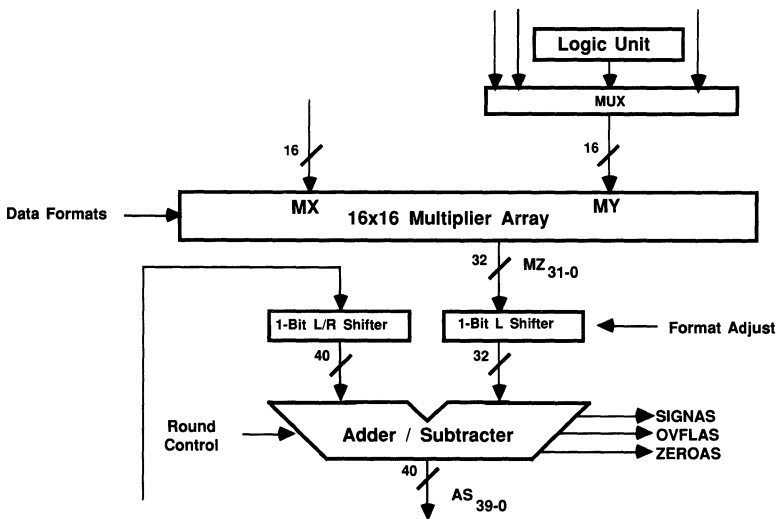 Logic Unit
MUX
16
16
Data Formats
MX
16x16 Multiplier Array
MY
32
MZ31-0
1-Bit L/R Shifter
1-Bit L Shifter
Format Adjust
40
32
Round
Control
Adder / Subtracter
SIGNAS
OVFLAS
ZEROAS
40
AS39-0